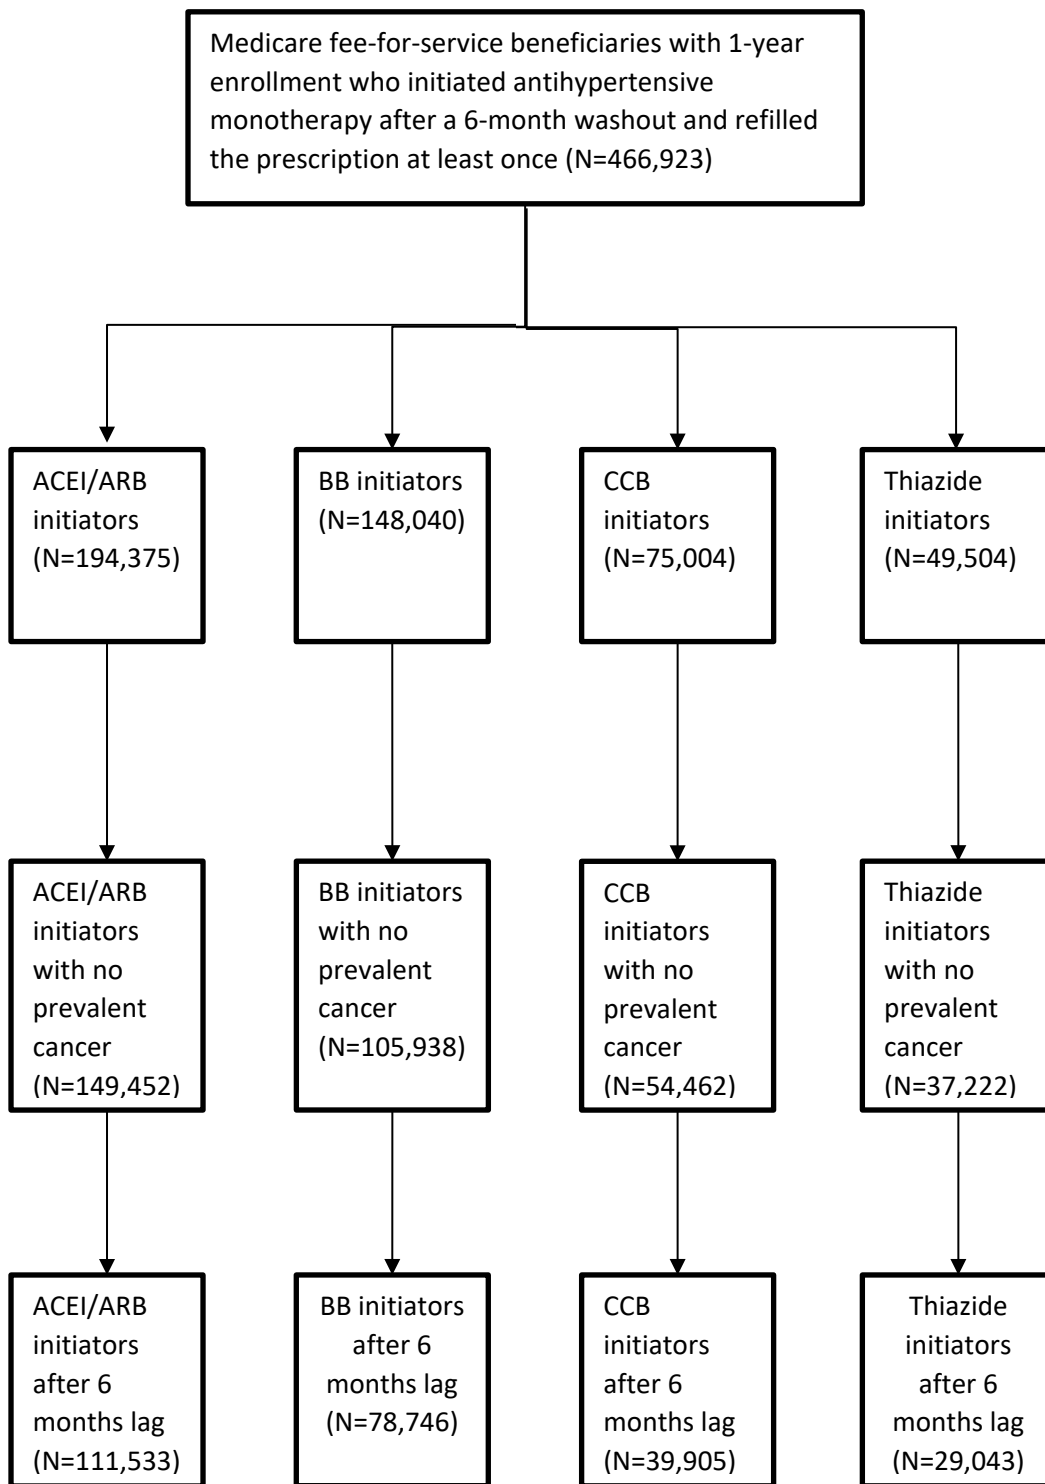 Medicare fee-for-service beneficiaries with 1-year
enrollment who initiated antihypertensive
monotherapy after a 6-month washout and refilled
the prescription at least once (N=466,923)
ACEI/ARB
initiators
(N=194,375)
BB initiators
(N=148,040)
CCB
initiators
(N=75,004)
Thiazide
initiators
(N=49,504)
ACEI/ARB
initiators
with no
prevalent
cancer
(N=149,452)
BB initiators
with no
prevalent
cancer
(N=105,938)
CCB
initiators
with no
prevalent
cancer
(N=54,462)
Thiazide
initiators
with no
prevalent
cancer
(N=37,222)
ACEI/ARB
initiators
after 6
months lag
(N=111,533)
BB initiators
after 6
months lag
(N=78,746)
CCB
initiators
after 6
months lag
(N=39,905)
Thiazide
initiators
after 6
months lag
(N=29,043)